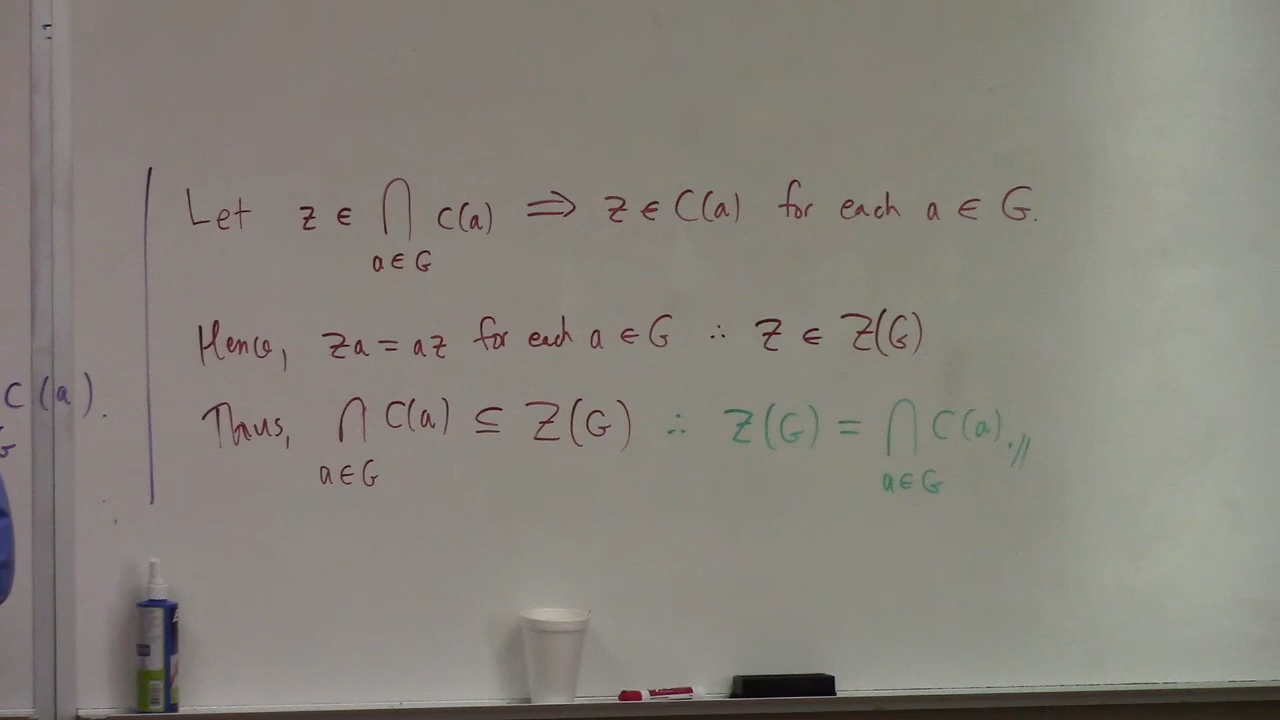 Let z ∈ ⋂ C(a) ⟹ z ∈ C(a) for each a ∈ G.
a ∈ G
Hence, za = az for each a ∈ G ∴ z ∈ Z(G)
C(a).
Thus, ⋂ C(a) ⊆ Z(G) ∴ Z(G) = ⋂ C(a).//
a ∈ G a ∈ G